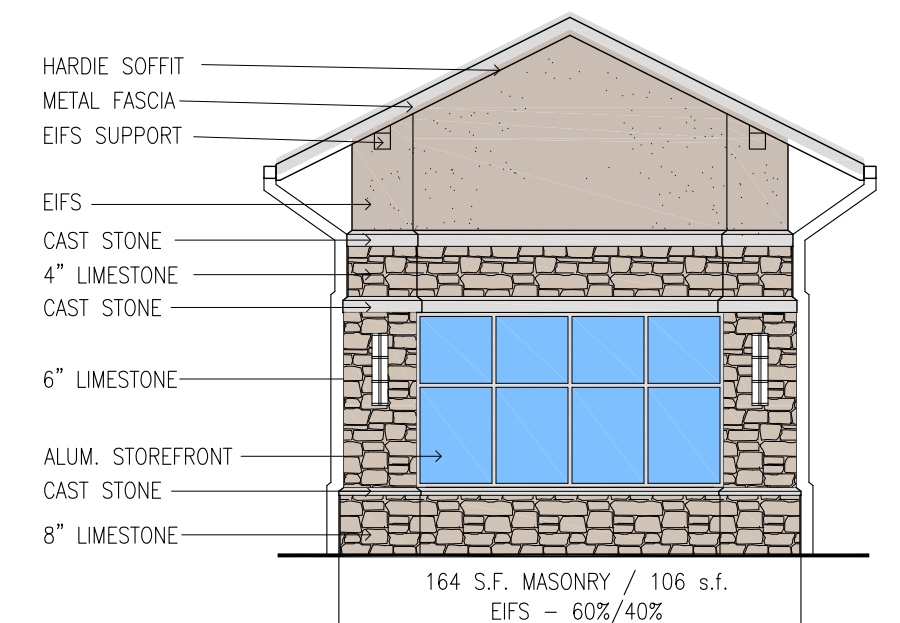 HARDIE SOFFIT
METAL FASCIA
EIFS SUPPORT
EIFS
CAST STONE
4” LIMESTONE
CAST STONE
6” LIMESTONE
ALUM. STOREFRONT
CAST STONE
8” LIMESTONE
164 S.F. MASONRY / 106 s.f.
EIFS – 60%/40%